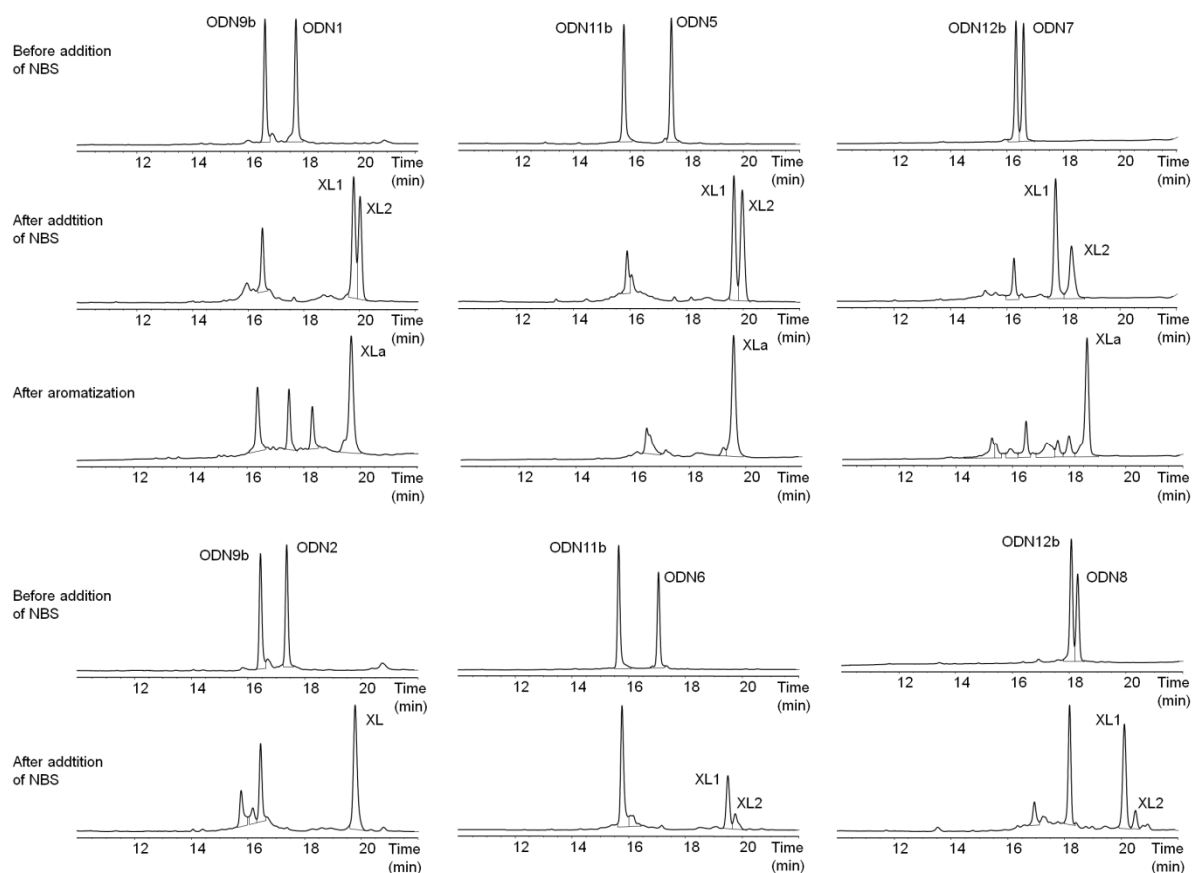 ODN9b ODN1
ODN11b ODN5
ODN12b ODN7
Before addition
of NBS
12 14 16 18 20 Time
(min)
12 14 16 18 20 Time
(min)
12 14 16 18 20 Time
(min)
XL1
XL2
XL1
XL2
XL1
XL2
After addtition
of NBS
12 14 16 18 20 Time
(min)
12 14 16 18 20 Time
(min)
12 14 16 18 20 Time
(min)
XLa
XLa
XLa
After aromatization
12 14 16 18 20 Time
(min)
12 14 16 18 20 Time
(min)
12 14 16 18 20 Time
(min)
ODN9b ODN2
ODN11b
ODN6
ODN12b
ODN8
Before addition
of NBS
12 14 16 18 20 Time
(min)
12 14 16 18 20 Time
(min)
12 14 16 18 20 Time
(min)
XL
XL1
XL2
XL1
XL2
After addtition
of NBS
12 14 16 18 20 Time
(min)
12 14 16 18 20 Time
(min)
12 14 16 18 20 Time
(min)